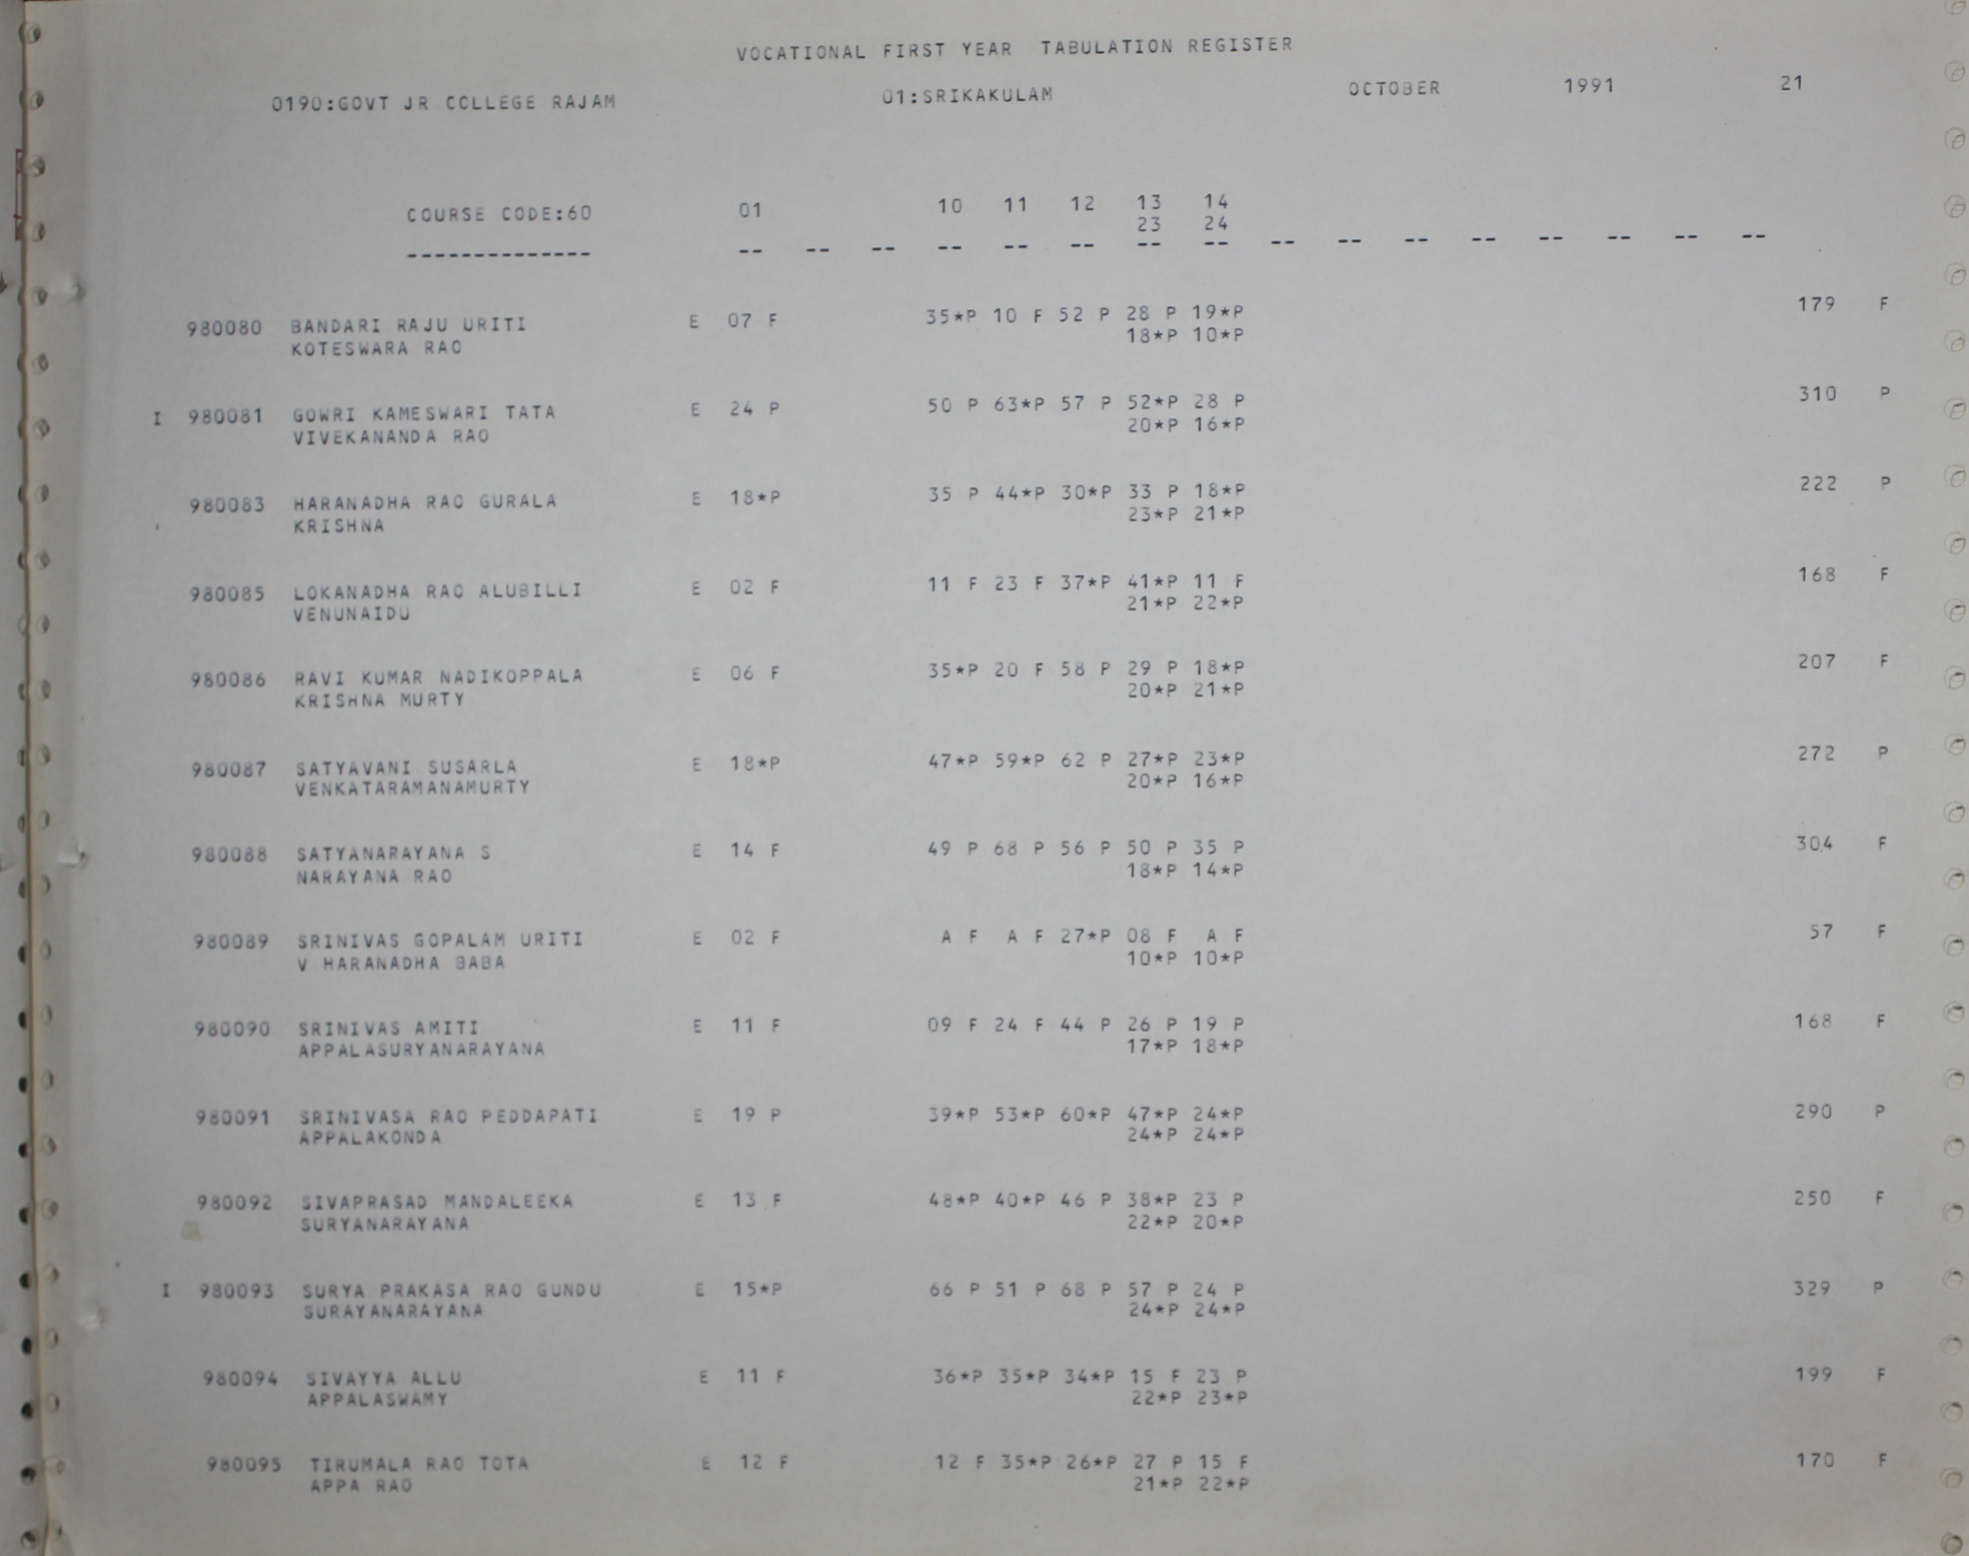 VOCATIONAL FIRST YEAR TABULATION REGISTER
0190:GOVT JR COLLEGE RAJAM 01:SRIKAKULAM OCTOBER 1991 21
COURSE CODE:60 01 10 11 12 13 14
23 24
-------------- -- -- -- -- -- -- -- -- -- -- -- -- -- -- -- --
980080 BANDARI RAJU URITI E 07 F 35*P 10 F 52 P 28 P 19*P 179 F
KOTESWARA RAO 18*P 10*P
I 980081 GOWRI KAMESWARI TATA E 24 P 50 P 63*P 57 P 52*P 28 P 310 P
VIVEKANANDA RAO 20*P 16*P
980083 HARANADHA RAO GURALA E 18*P 35 P 44*P 30*P 33 P 18*P 222 P
KRISHNA 23*P 21*P
980085 LOKANADHA RAO ALUBILLI E 02 F 11 F 23 F 37*P 41*P 11 F 168 F
VENUNAIDU 21*P 22*P
980086 RAVI KUMAR NADIKOPPALA E 06 F 35*P 20 F 58 P 29 P 18*P 207 F
KRISHNA MURTY 20*P 21*P
980087 SATYAVANI SUSARLA E 18*P 47*P 59*P 62 P 27*P 23*P 272 P
VENKATARAMANAMURTY 20*P 16*P
980088 SATYANARAYANA S E 14 F 49 P 68 P 56 P 50 P 35 P 304 F
NARAYANA RAO 18*P 14*P
980089 SRINIVAS GOPALAM URITI E 02 F A F A F 27*P 08 F A F 57 F
V HARANADHA BABA 10*P 10*P
980090 SRINIVAS AMITI E 11 F 09 F 24 F 44 P 26 P 19 P 168 F
APPALASURYANARAYANA 17*P 18*P
980091 SRINIVASA RAO PEDDAPATI E 19 P 39*P 53*P 60*P 47*P 24*P 290 P
APPALAKONDA 24*P 24*P
980092 SIVAPRASAD MANDALEEKA E 13 F 48*P 40*P 46 P 38*P 23 P 250 F
SURYANARAYANA 22*P 20*P
I 980093 SURYA PRAKASA RAO GUNDU E 15*P 66 P 51 P 68 P 57 P 24 P 329 P
SURAYANARAYANA 24*P 24*P
980094 SIVAYYA ALLU E 11 F 36*P 35*P 34*P 15 F 23 P 199 F
APPALASWAMY 22*P 23*P
980095 TIRUMALA RAO TOTA E 12 F 12 F 35*P 26*P 27 P 15 F 170 F
APPA RAO 21*P 22*P